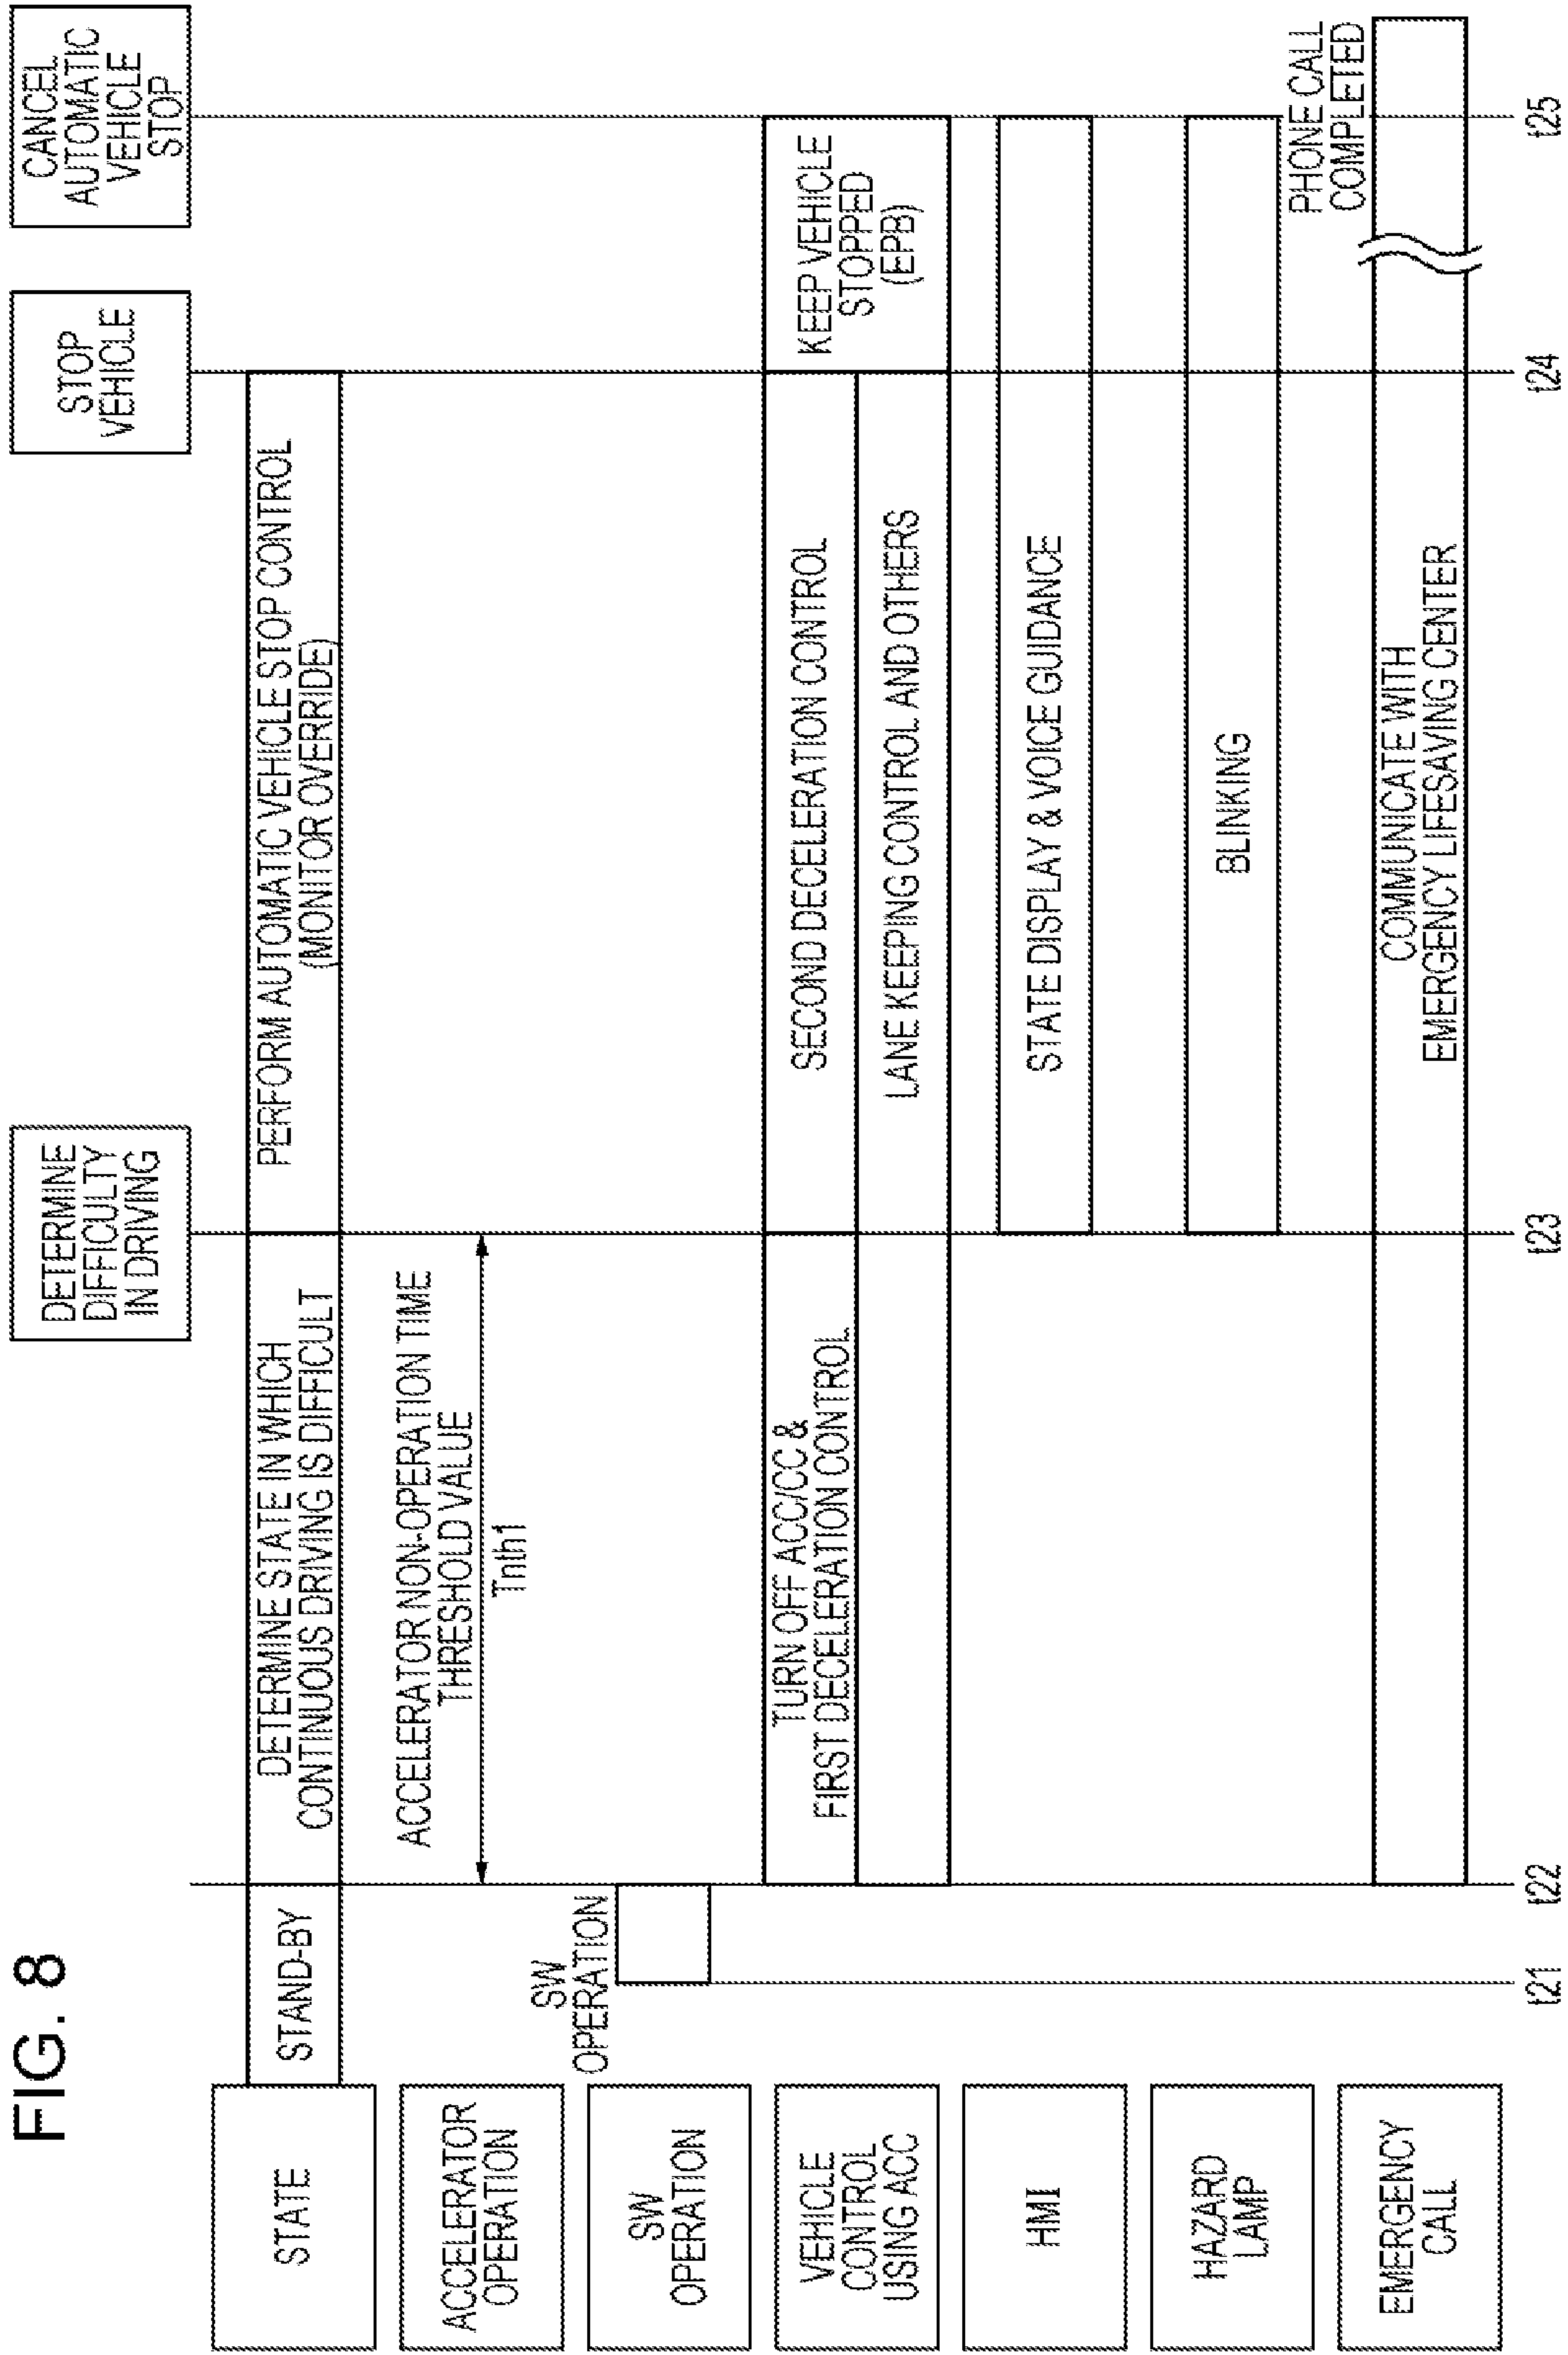 FIG. 8
DETERMINE
DIFFICULTY
IN DRIVING
STOP
VEHICLE
CANCEL
AUTOMATIC
VEHICLE
STOP
STATE
STAND-BY
DETERMINE STATE IN WHICH
CONTINUOUS DRIVING IS DIFFICULT
PERFORM AUTOMATIC VEHICLE STOP CONTROL
(MONITOR OVERRIDE)
ACCELERATOR
OPERATION
ACCELERATOR NON-OPERATION TIME
THRESHOLD VALUE
Tnth1
SW
OPERATION
SW
OPERATION
VEHICLE
CONTROL
USING ACC
TURN OFF ACC/CC &
FIRST DECELERATION CONTROL
SECOND DECELERATION CONTROL
LANE KEEPING CONTROL AND OTHERS
KEEP VEHICLE
STOPPED
(EPB)
HMI
STATE DISPLAY & VOICE GUIDANCE
HAZARD
LAMP
BLINKING
EMERGENCY
CALL
COMMUNICATE WITH
EMERGENCY LIFESAVING CENTER
PHONE CALL
COMPLETED
t21
t22
t23
t24
t25